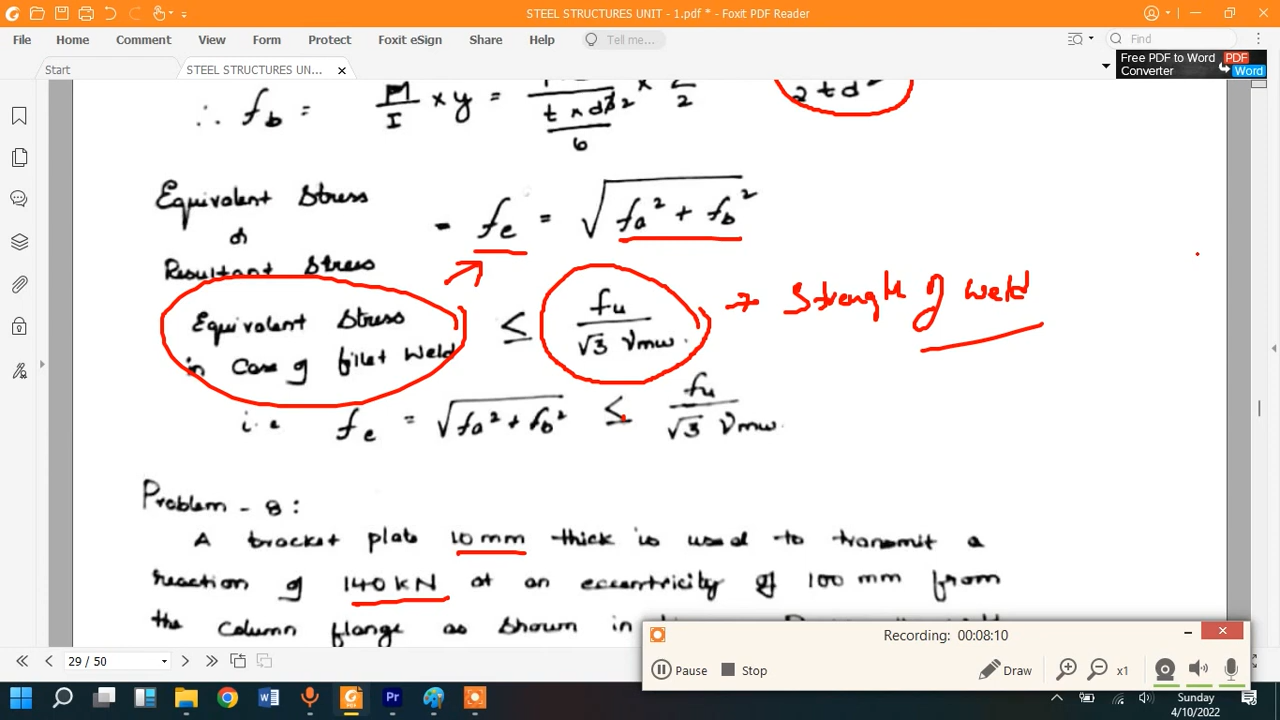 STEEL STRUCTURES UNIT - 1.pdf * - Foxit PDF Reader
File Home Comment View Form Protect Foxit eSign Share Help Tell me... Find
Start STEEL STRUCTURES UN... Free PDF to Word Converter PDF Word
∴ fb = M/I × y =
2 t d²
Equivalent Stress
or
Resultant Stress
- fe = √(fa² + fb²)
Equivalent Stress in Case of fillet Weld ≤ fu/(√3 γmw) → Strength of weld
i.e fe = √(fa² + fb²) ≤ fu/(√3 γmw)
Problem - 8 :
A bracket plate 10 mm thick is used to transmit a
reaction of 140 kN at an eccentricity of 100 mm from
the column flange as shown in
Recording: 00:08:10
Pause Stop Draw x1
29 / 50
Sunday
4/10/2022